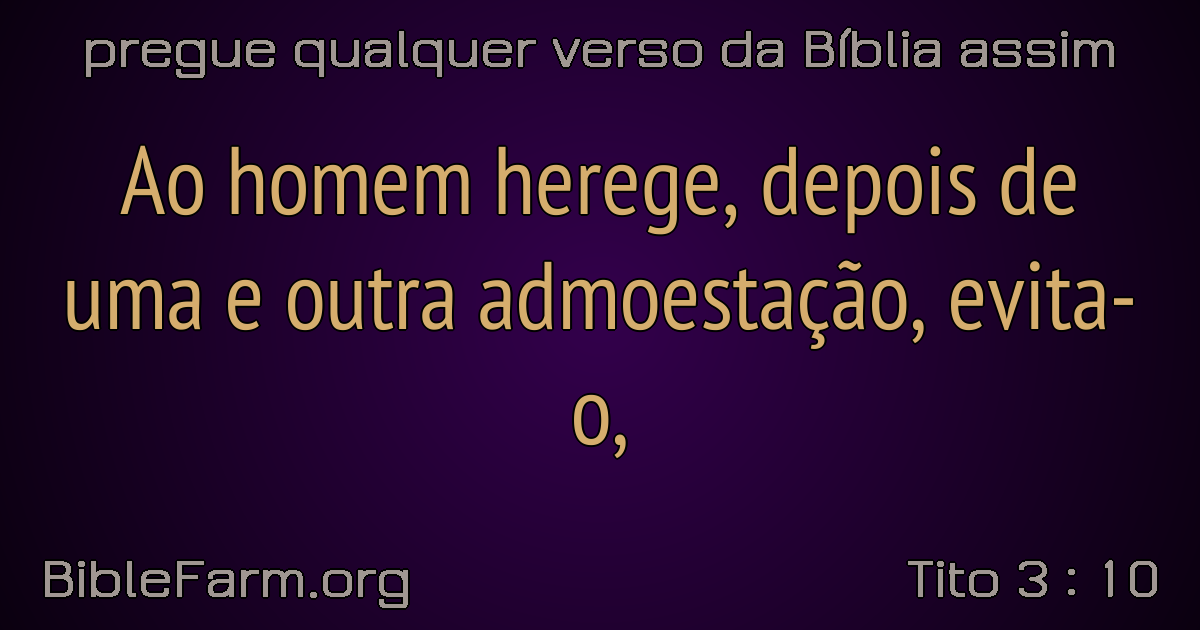 pregue qualquer verso da Bíblia assim
Ao homem herege, depois de
uma e outra admoestação, evita-
o,
BibleFarm.org
Tito 3 : 10